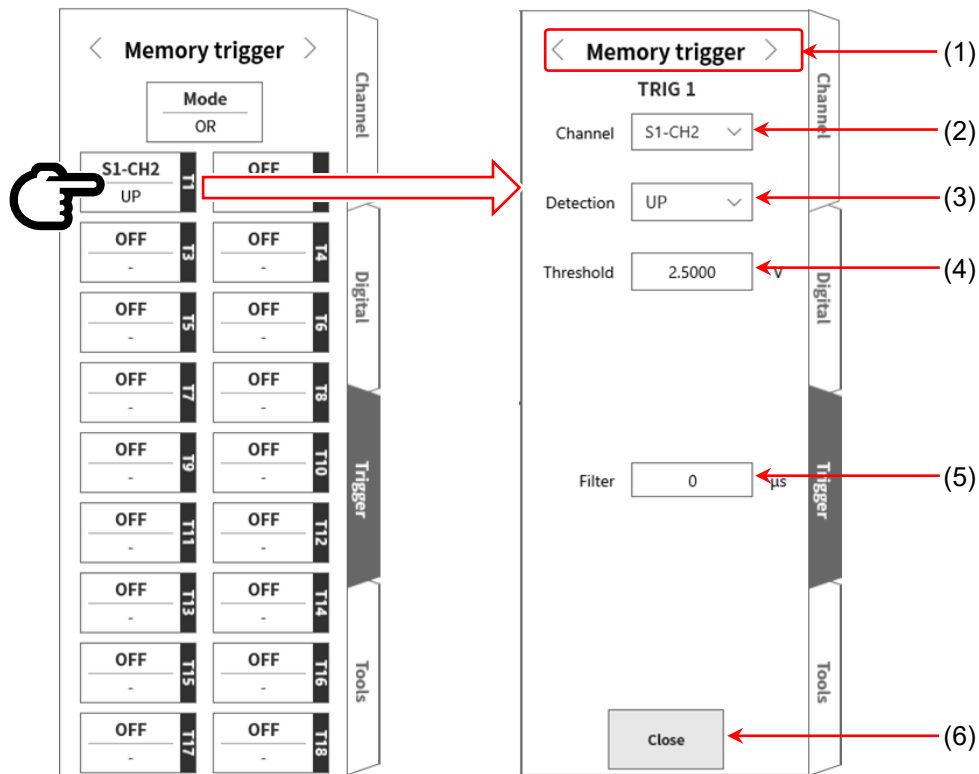 < Memory trigger >
Mode
OR
S1-CH2
UP
T1
OFF
OFF
-
T3
OFF
-
T4
OFF
-
T5
OFF
-
T6
OFF
-
T7
OFF
-
T8
OFF
-
T9
OFF
-
T10
OFF
-
T11
OFF
-
T12
OFF
-
T13
OFF
-
T14
OFF
-
T15
OFF
-
T16
OFF
-
T17
OFF
-
T18
Channel
Digital
Trigger
Tools
< Memory trigger >
(1)
TRIG 1
Channel S1-CH2
(2)
Detection UP
(3)
Threshold 2.5000 V
(4)
Filter 0 μs
(5)
Close
(6)
Channel
Digital
Trigger
Tools